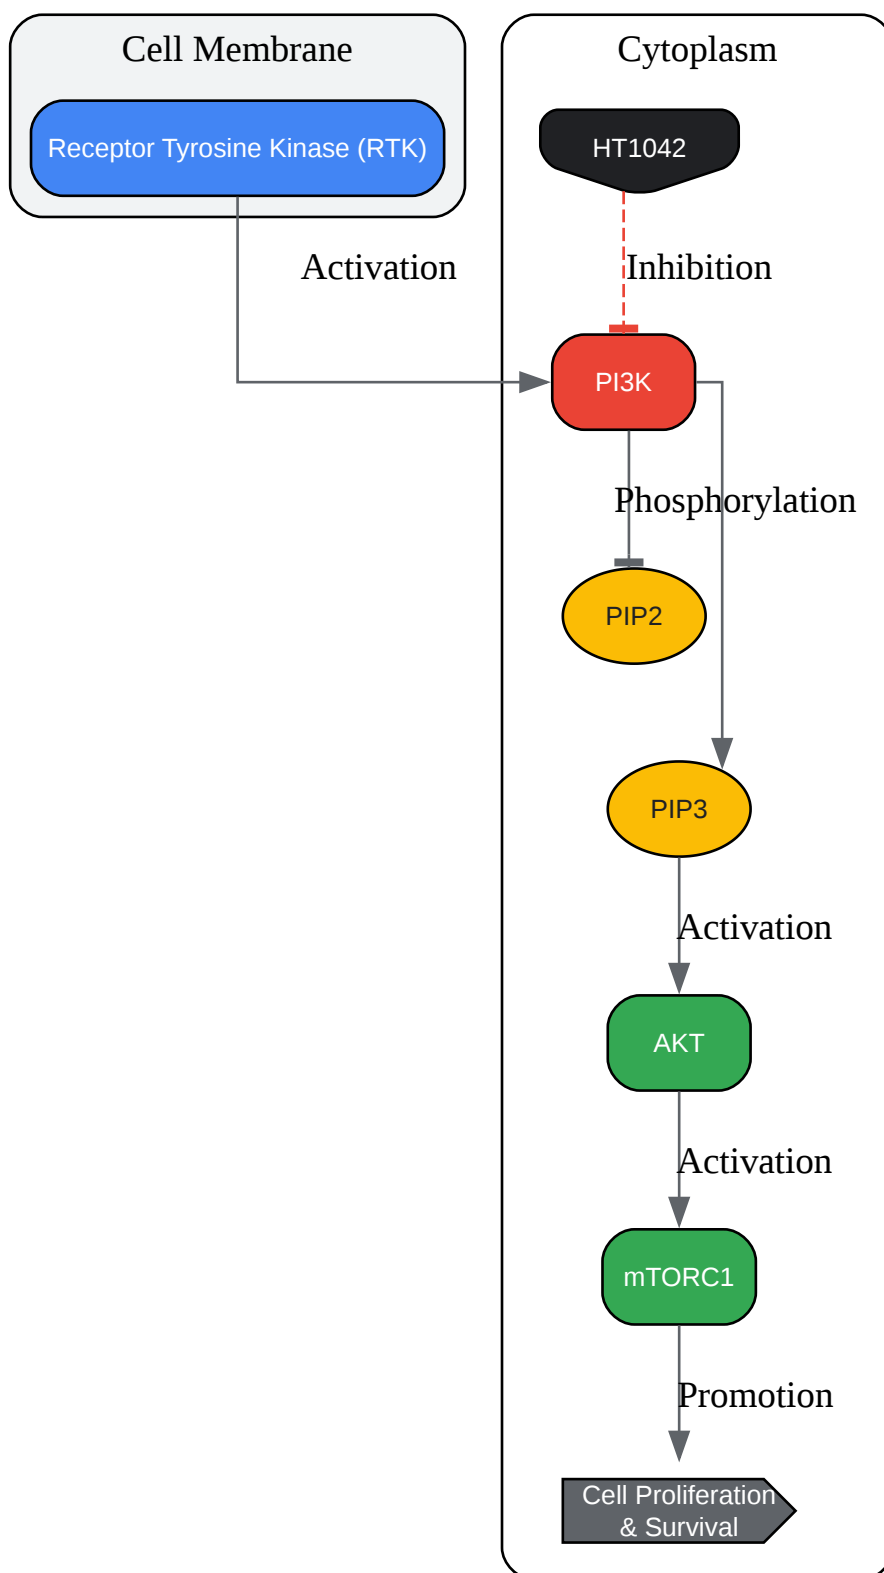 Cell Membrane
Cytoplasm
Receptor Tyrosine Kinase (RTK)
HT1042
Activation
Inhibition
PI3K
Phosphorylation
PIP2
PIP3
Activation
AKT
Activation
mTORC1
Promotion
Cell Proliferation
& Survival